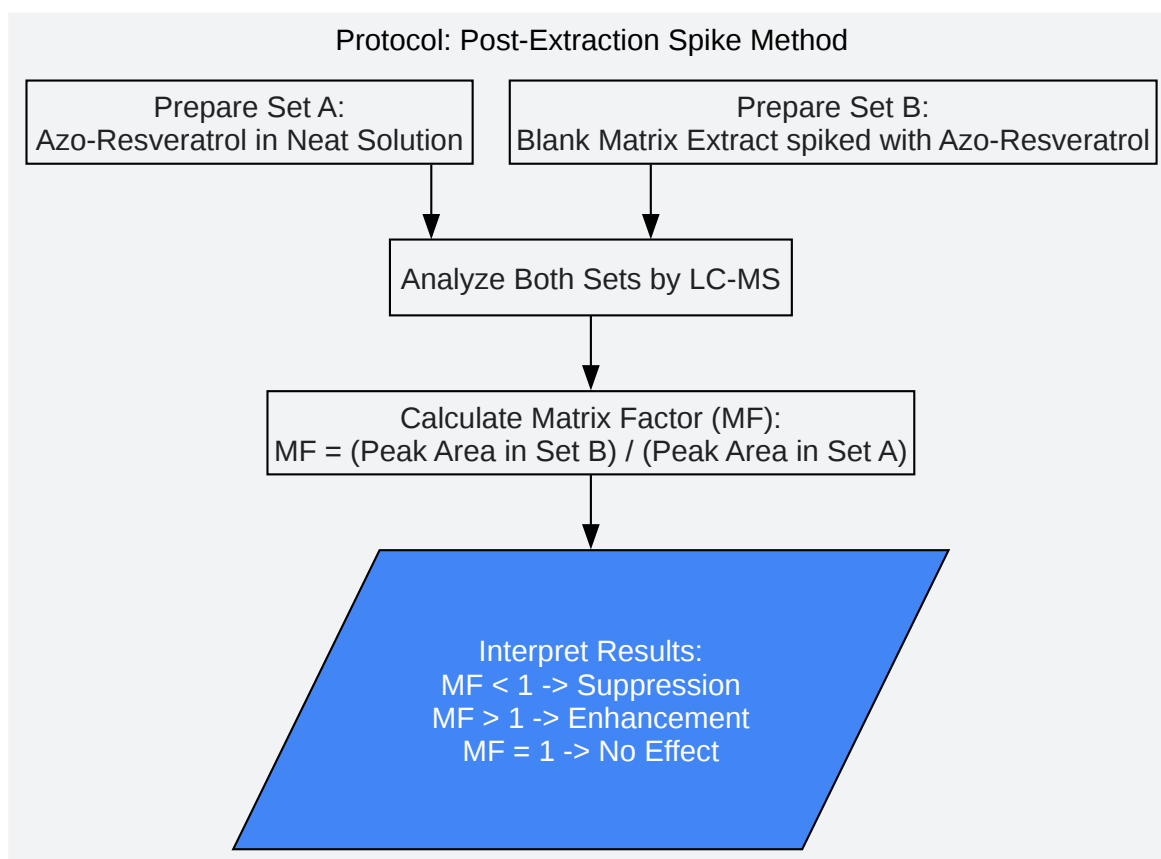 Protocol: Post-Extraction Spike Method
Prepare Set A:
Azo-Resveratrol in Neat Solution
Prepare Set B:
Blank Matrix Extract spiked with Azo-Resveratrol
Analyze Both Sets by LC-MS
Calculate Matrix Factor (MF):
MF = (Peak Area in Set B) / (Peak Area in Set A)
Interpret Results:
MF < 1 -> Suppression
MF > 1 -> Enhancement
MF = 1 -> No Effect